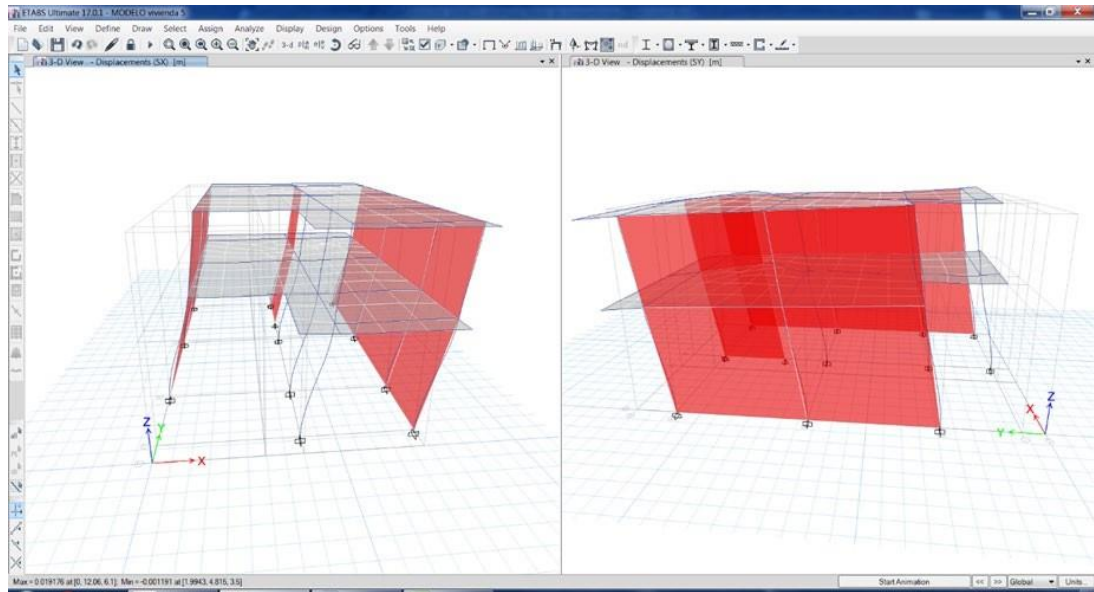 ETABS Ultimate 17.0.1 - MODELO vivienda 5
File Edit View Define Draw Select Assign Analyze Display Design Options Tools Help
3-d
3-D View - Displacements (SX) [m]
3-D View - Displacements (SY) [m]
Z
Y
X
X
Z
Y
Max = 0.019176 at [0, 12.06, 6.1]; Min = -0.001191 at [1.9943, 4.815, 3.5]
Start Animation << >> Global Units...